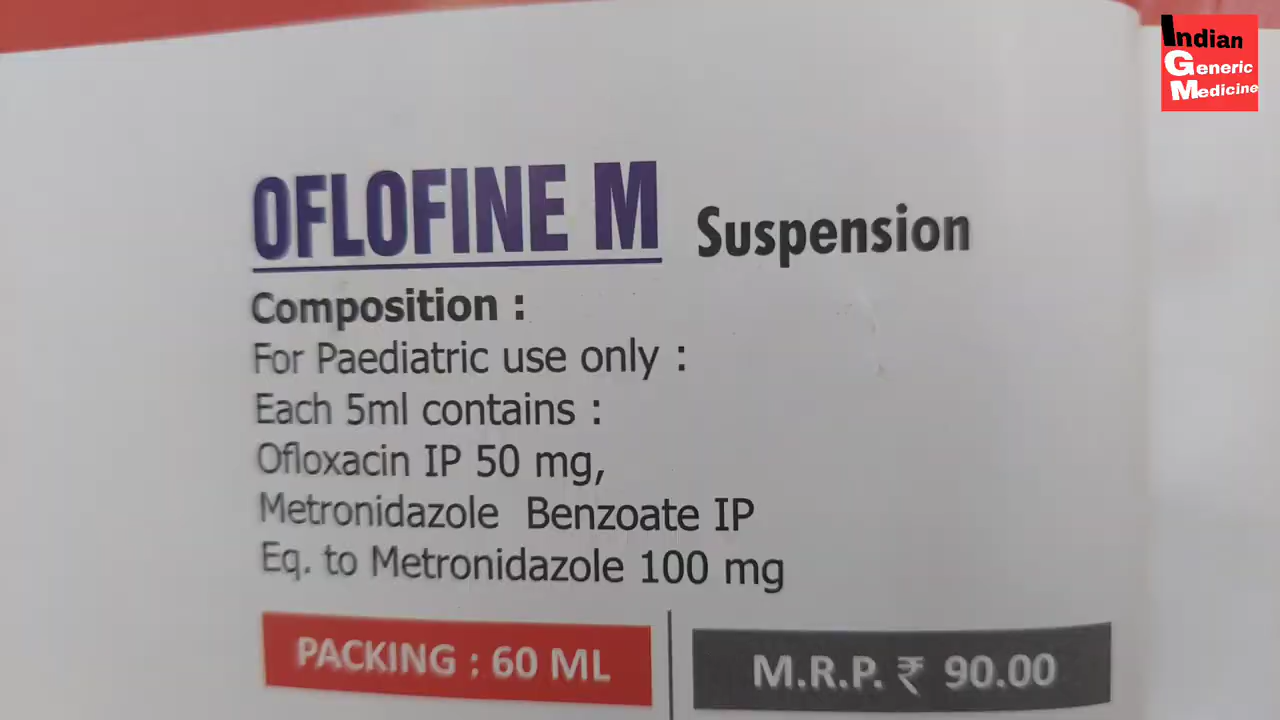 Indian
Generic
Medicine
OFLOFINE M Suspension
Composition :
For Paediatric use only :
Each 5ml contains :
Ofloxacin IP 50 mg,
Metronidazole Benzoate IP
Eq. to Metronidazole 100 mg
PACKING : 60 ML
M.R.P. ₹ 90.00